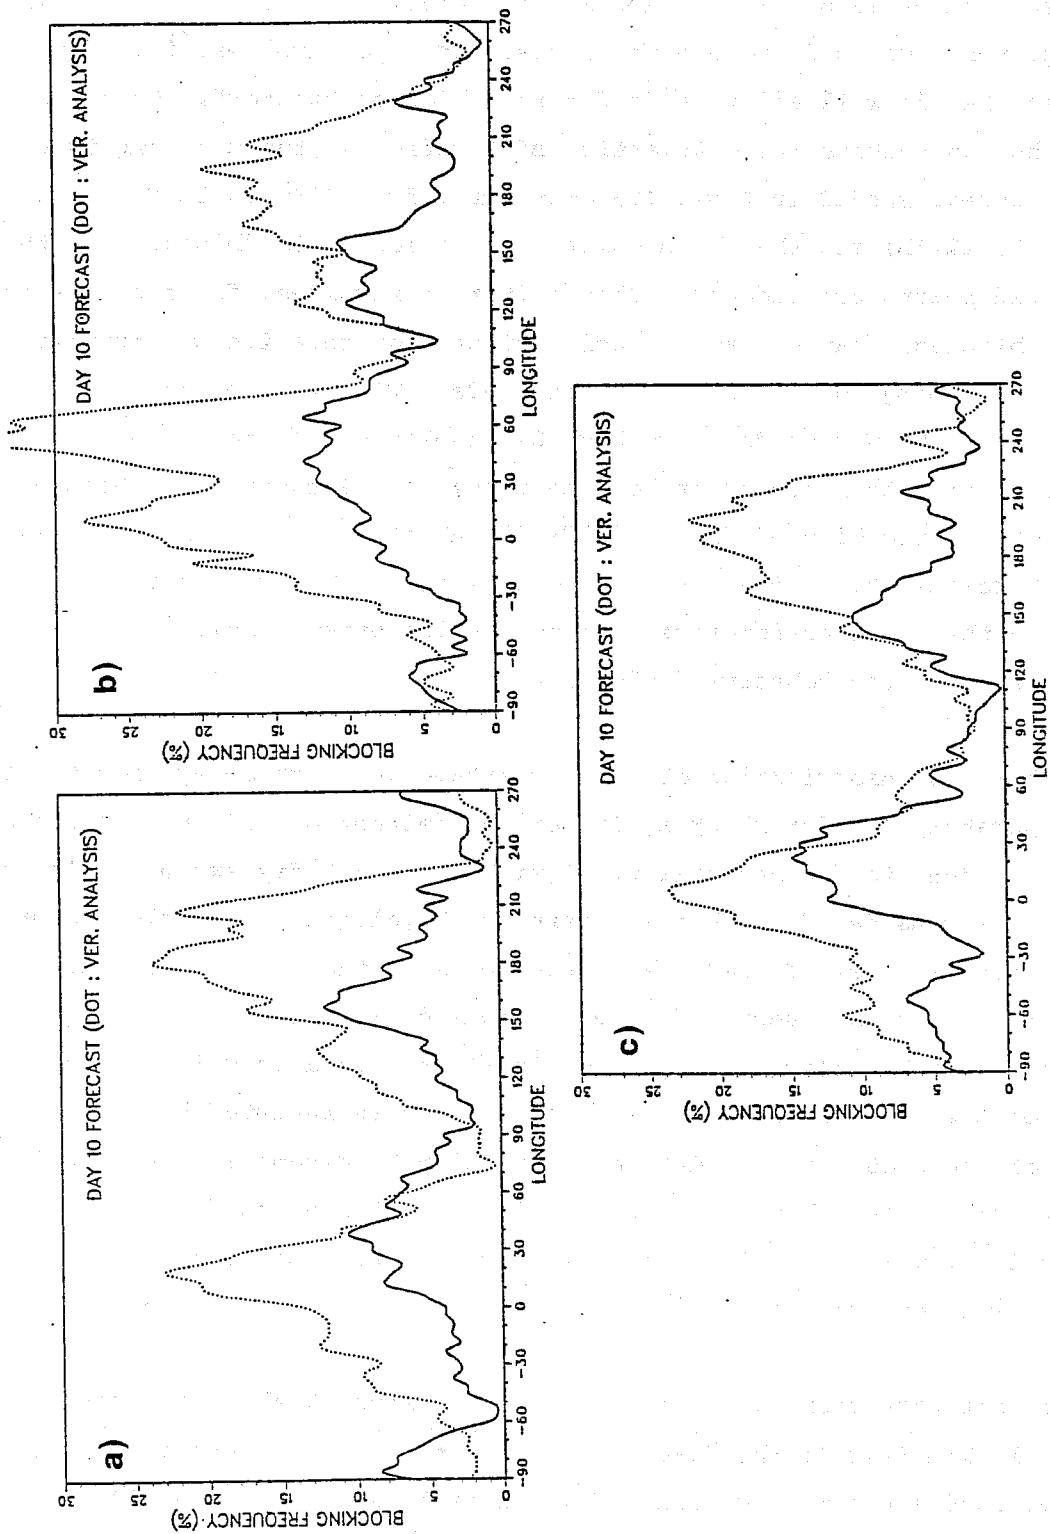 a)
DAY 10 FORECAST (DOT : VER. ANALYSIS)
BLOCKING FREQUENCY (%)
30
25
20
15
10
5
0
-90 -60 -30 0 30 60 90 120 150 180 210 240 270
LONGITUDE
b)
DAY 10 FORECAST (DOT : VER. ANALYSIS)
BLOCKING FREQUENCY (%)
30
25
20
15
10
5
0
-90 -60 -30 0 30 60 90 120 150 180 210 240 270
LONGITUDE
c)
DAY 10 FORECAST (DOT : VER. ANALYSIS)
BLOCKING FREQUENCY (%)
30
25
20
15
10
5
0
-90 -60 -30 0 30 60 90 120 150 180 210 240 270
LONGITUDE